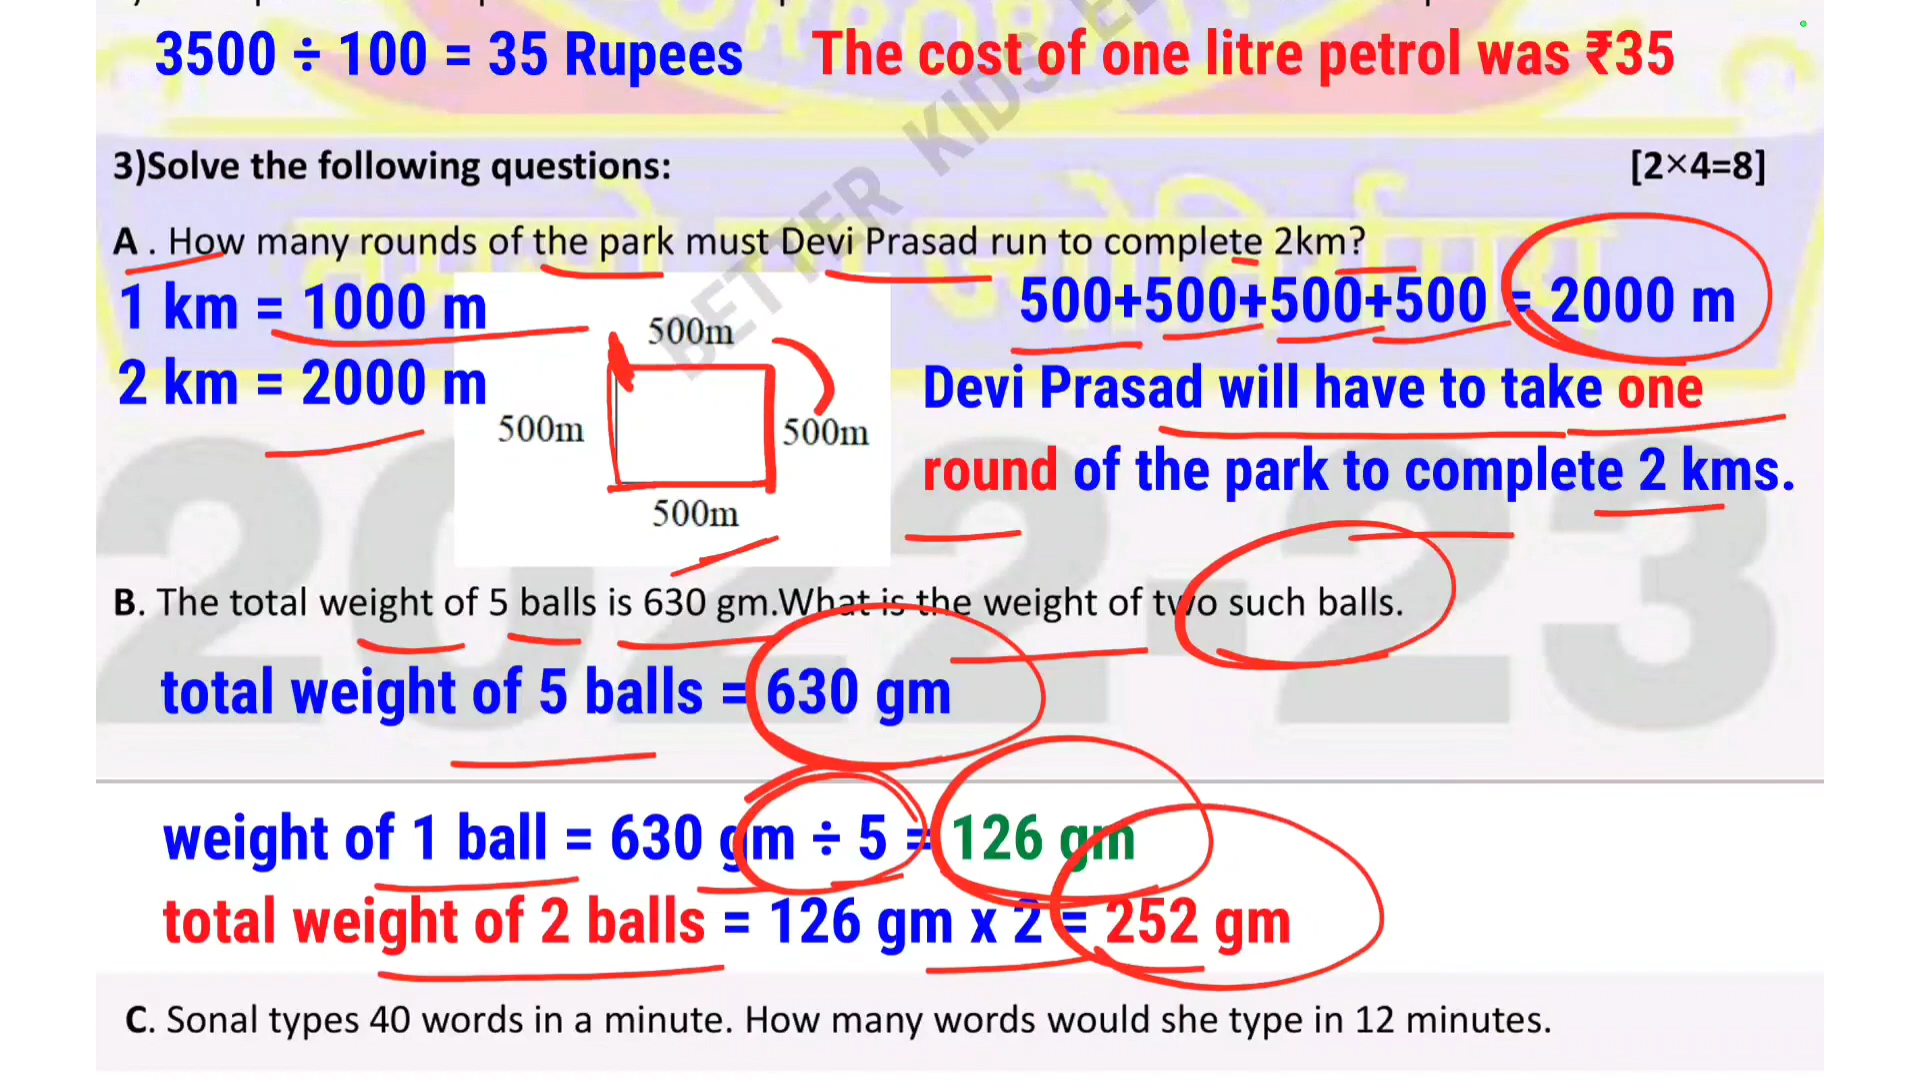 3500 ÷ 100 = 35 Rupees The cost of one litre petrol was ₹35
3)Solve the following questions: [2×4=8]
A . How many rounds of the park must Devi Prasad run to complete 2km?
1 km = 1000 m
500+500+500+500 = 2000 m
500m
2 km = 2000 m
500m
500m
500m
Devi Prasad will have to take one
round of the park to complete 2 kms.
B. The total weight of 5 balls is 630 gm.What is the weight of two such balls.
total weight of 5 balls = 630 gm
weight of 1 ball = 630 gm ÷ 5 = 126 gm
total weight of 2 balls = 126 gm x 2 = 252 gm
C. Sonal types 40 words in a minute. How many words would she type in 12 minutes.
BETTER KIDS
2022-23